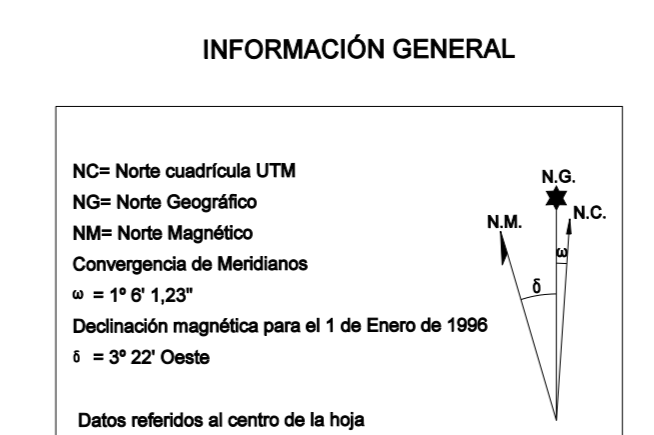 INFORMACIÓN GENERAL
NC= Norte cuadrícula UTM
NG= Norte Geográfico
NM= Norte Magnético
Convergencia de Meridianos
ω = 1º 6' 1,23"
Declinación magnética para el 1 de Enero de 1996
δ = 3º 22' Oeste
Datos referidos al centro de la hoja
N.G.
N.C.
N.M.
ω
δ